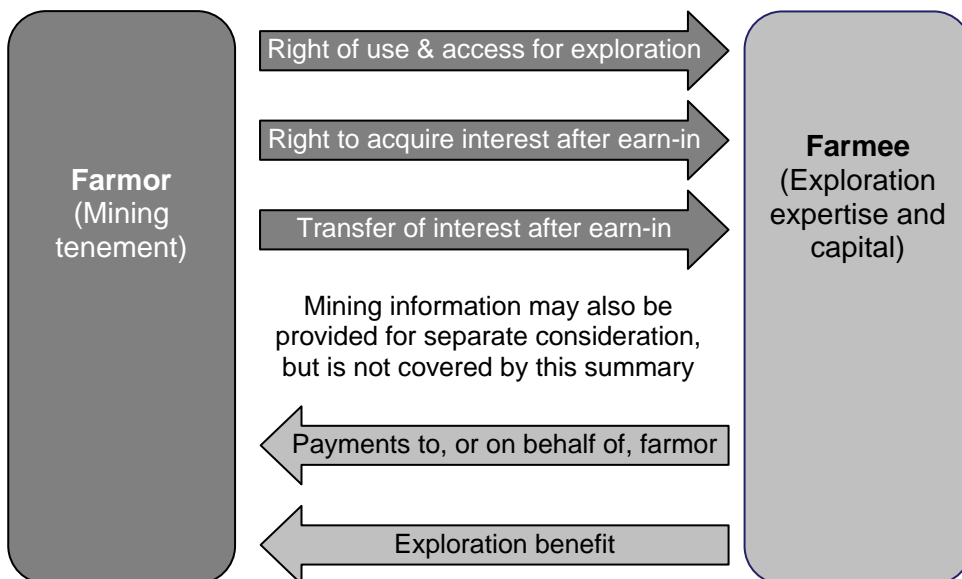 Right of use & access for exploration
Right to acquire interest after earn-in
Farmor
(Mining
tenement)
Farmee
(Exploration
expertise and
capital)
Transfer of interest after earn-in
Mining information may also be
provided for separate consideration,
but is not covered by this summary
Payments to, or on behalf of, farmor
Exploration benefit